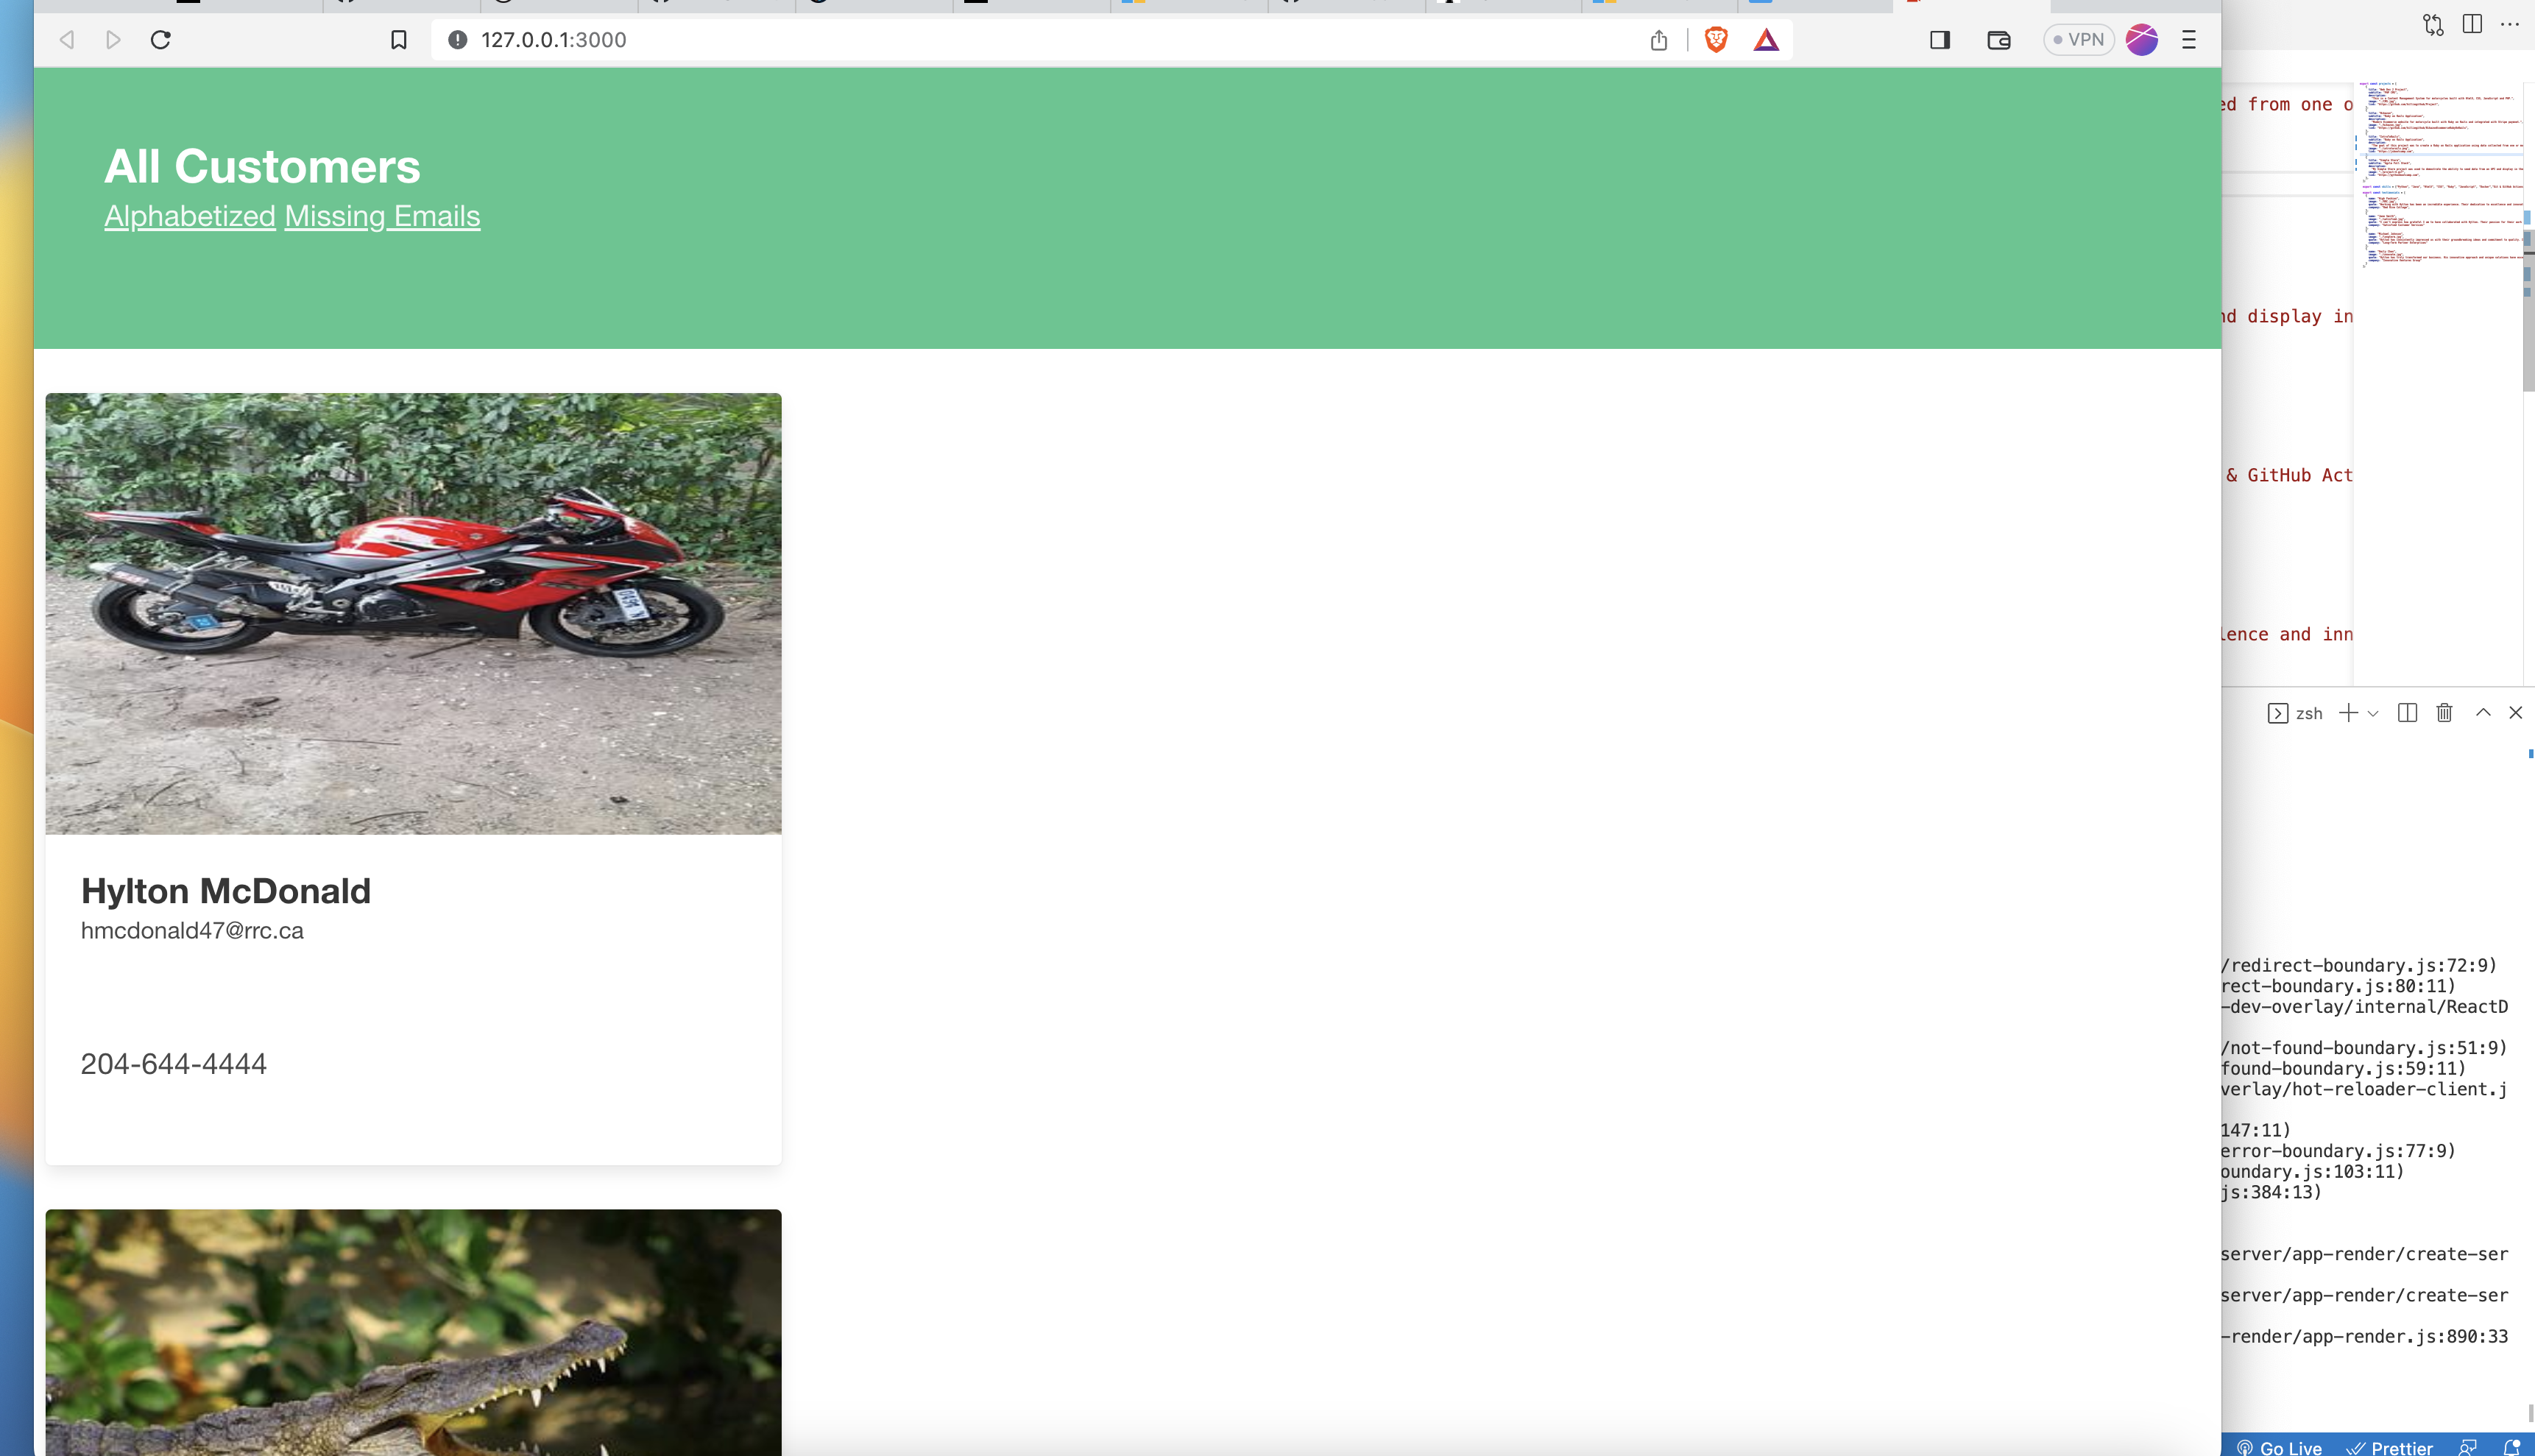 127.0.0.1:3000
VPN
All Customers
Alphabetized Missing Emails
Hylton McDonald
hmcdonald47@rrc.ca
204-644-4444
ed from one o
nd display in
& GitHub Act
lence and inn
zsh
/redirect-boundary.js:72:9)
rect-boundary.js:80:11)
-dev-overlay/internal/ReactD
/not-found-boundary.js:51:9)
found-boundary.js:59:11)
verlay/hot-reloader-client.j
147:11)
error-boundary.js:77:9)
oundary.js:103:11)
js:384:13)
server/app-render/create-ser
server/app-render/create-ser
-render/app-render.js:890:33
Go Live Prettier